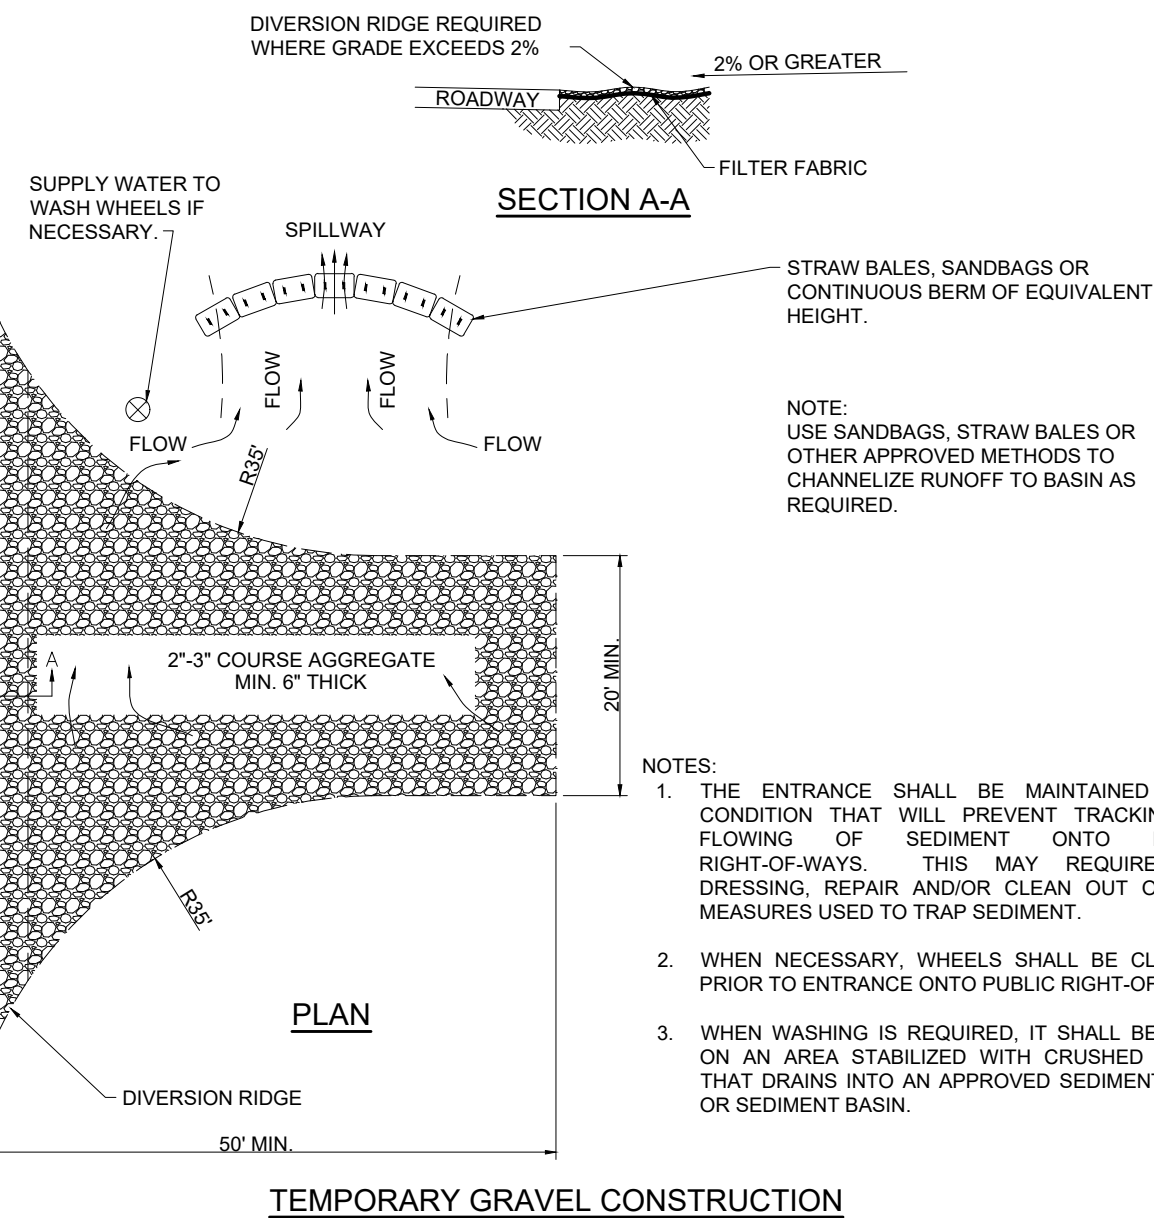 DIVERSION RIDGE REQUIRED
WHERE GRADE EXCEEDS 2%
2% OR GREATER
ROADWAY
FILTER FABRIC
SECTION A-A
SUPPLY WATER TO
WASH WHEELS IF
NECESSARY.
SPILLWAY
STRAW BALES, SANDBAGS OR
CONTINUOUS BERM OF EQUIVALENT
HEIGHT.
FLOW
FLOW
FLOW
FLOW
NOTE:
USE SANDBAGS, STRAW BALES OR
OTHER APPROVED METHODS TO
CHANNELIZE RUNOFF TO BASIN AS
REQUIRED.
R35'
A
2"-3" COURSE AGGREGATE
MIN. 6" THICK
20' MIN.
R35'
PLAN
DIVERSION RIDGE
50' MIN.
NOTES:
1. THE ENTRANCE SHALL BE MAINTAINED
CONDITION THAT WILL PREVENT TRACKIN
FLOWING OF SEDIMENT ONTO
RIGHT-OF-WAYS. THIS MAY REQUIRE
DRESSING, REPAIR AND/OR CLEAN OUT O
MEASURES USED TO TRAP SEDIMENT.
2. WHEN NECESSARY, WHEELS SHALL BE CL
PRIOR TO ENTRANCE ONTO PUBLIC RIGHT-OF
3. WHEN WASHING IS REQUIRED, IT SHALL BE
ON AN AREA STABILIZED WITH CRUSHED
THAT DRAINS INTO AN APPROVED SEDIMENT
OR SEDIMENT BASIN.
TEMPORARY GRAVEL CONSTRUCTION